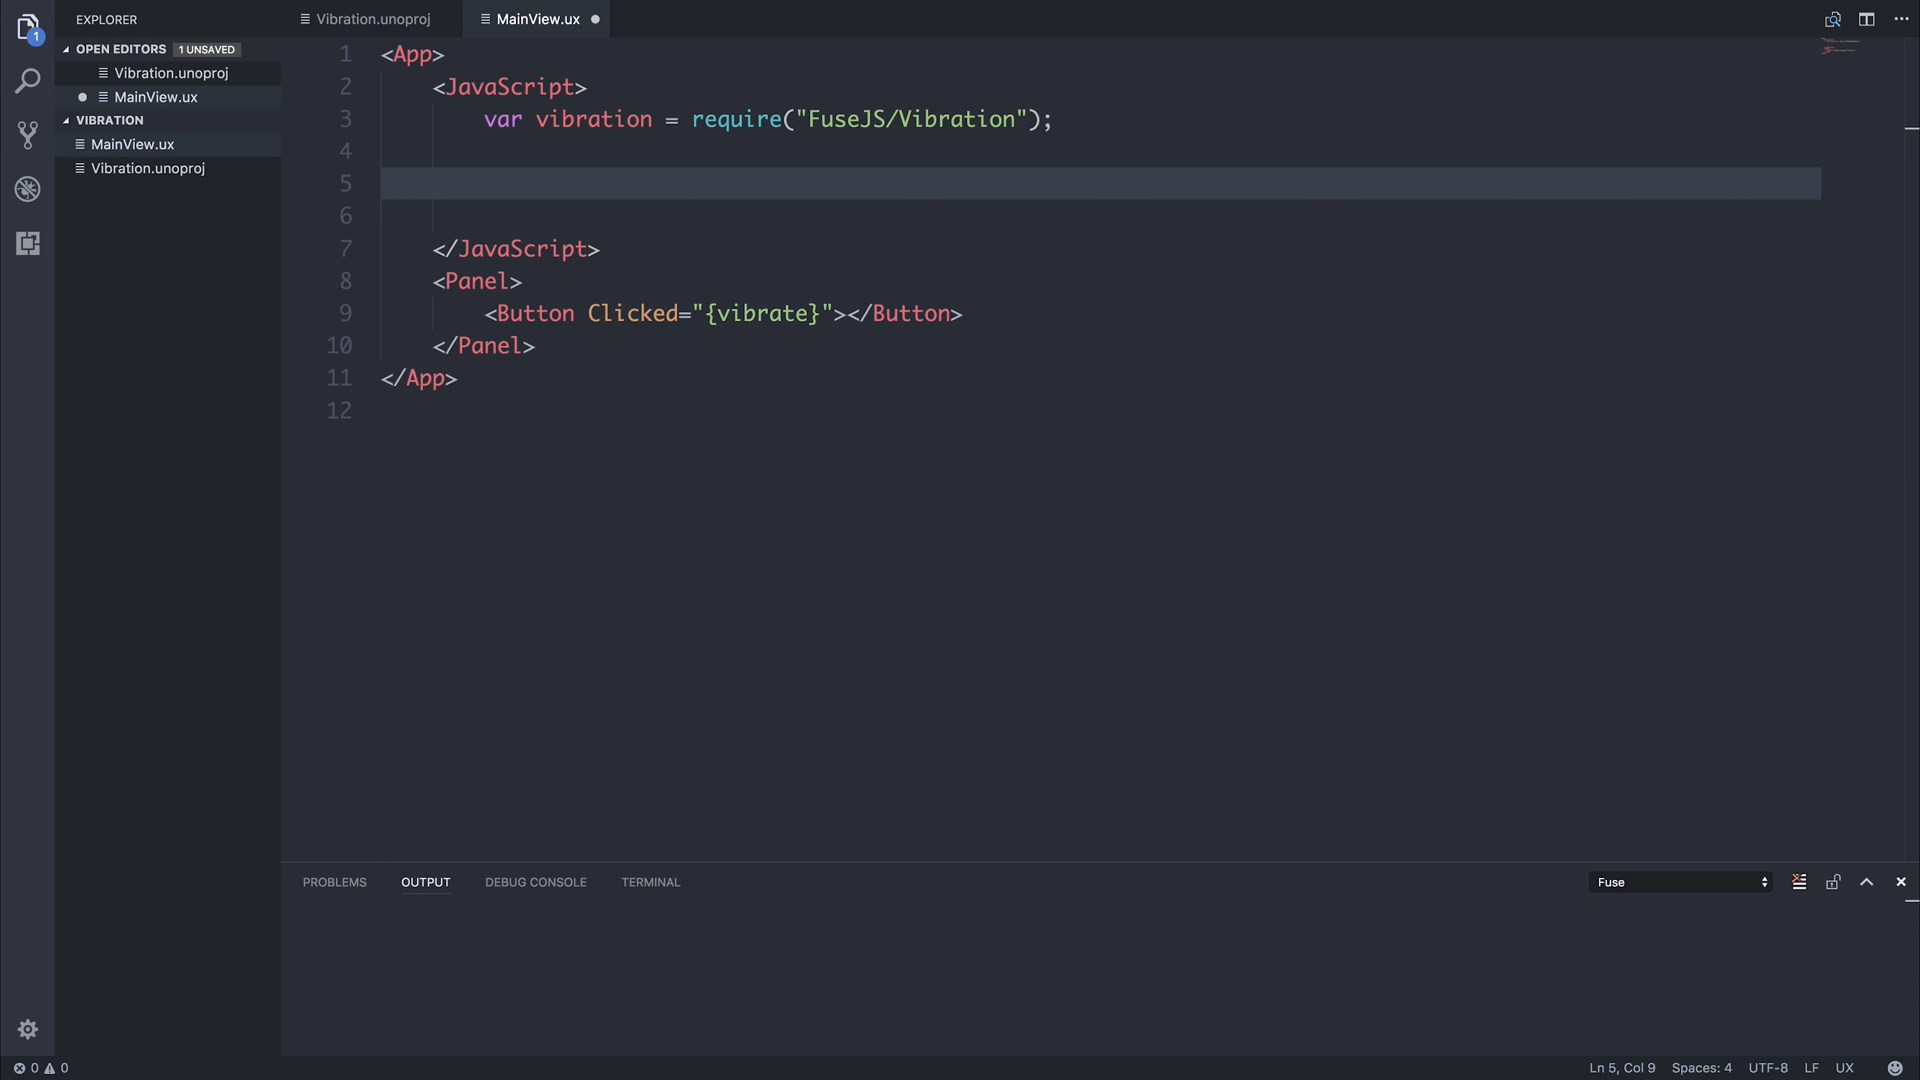 EXPLORER
OPEN EDITORS 1 UNSAVED
Vibration.unoproj
MainView.ux
VIBRATION
MainView.ux
Vibration.unoproj
1
Vibration.unoproj
MainView.ux
1 <App>
2 <JavaScript>
3 var vibration = require("FuseJS/Vibration");
4
5
6
7 </JavaScript>
8 <Panel>
9 <Button Clicked="{vibrate}"></Button>
10 </Panel>
11 </App>
12
PROBLEMS OUTPUT DEBUG CONSOLE TERMINAL Fuse
0 0 Ln 5, Col 9 Spaces: 4 UTF-8 LF UX